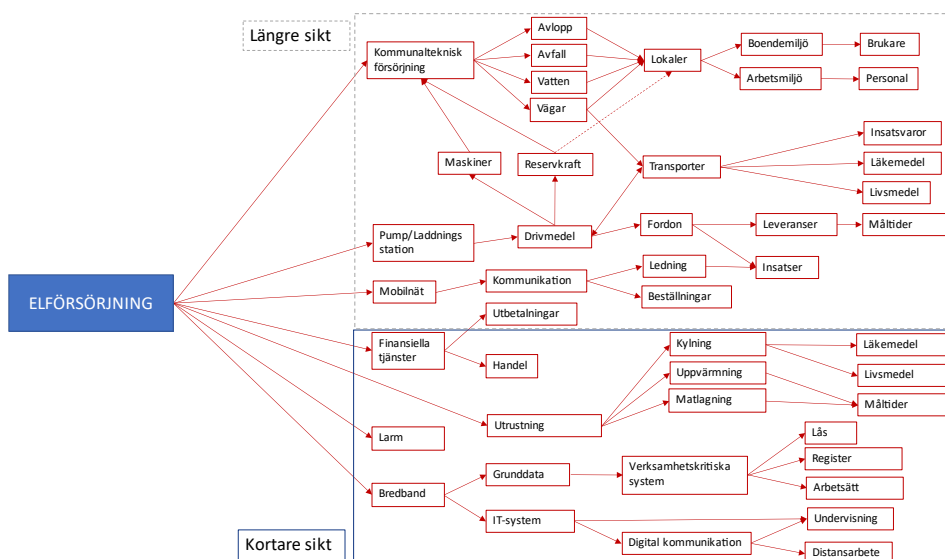 Längre sikt
Kommunalteknisk
försörjning
Avlopp
Avfall
Vatten
Vägar
Lokaler
Boendemiljö
Brukare
Arbetsmiljö
Personal
Maskiner
Reservkraft
Transporter
Insatsvaror
Läkemedel
Livsmedel
Pump/Laddnings
station
Drivmedel
Fordon
Leveranser
Måltider
Insatser
ELFÖRSÖRJNING
Mobilnät
Kommunikation
Ledning
Beställningar
Finansiella
tjänster
Utbetalningar
Handel
Kylning
Läkemedel
Livsmedel
Uppvärmning
Matlagning
Måltider
Utrustning
Larm
Bredband
Grunddata
Verksamhetskritiska
system
Lås
Register
Arbetsätt
IT-system
Undervisning
Digital kommunikation
Distansarbete
Kortare sikt